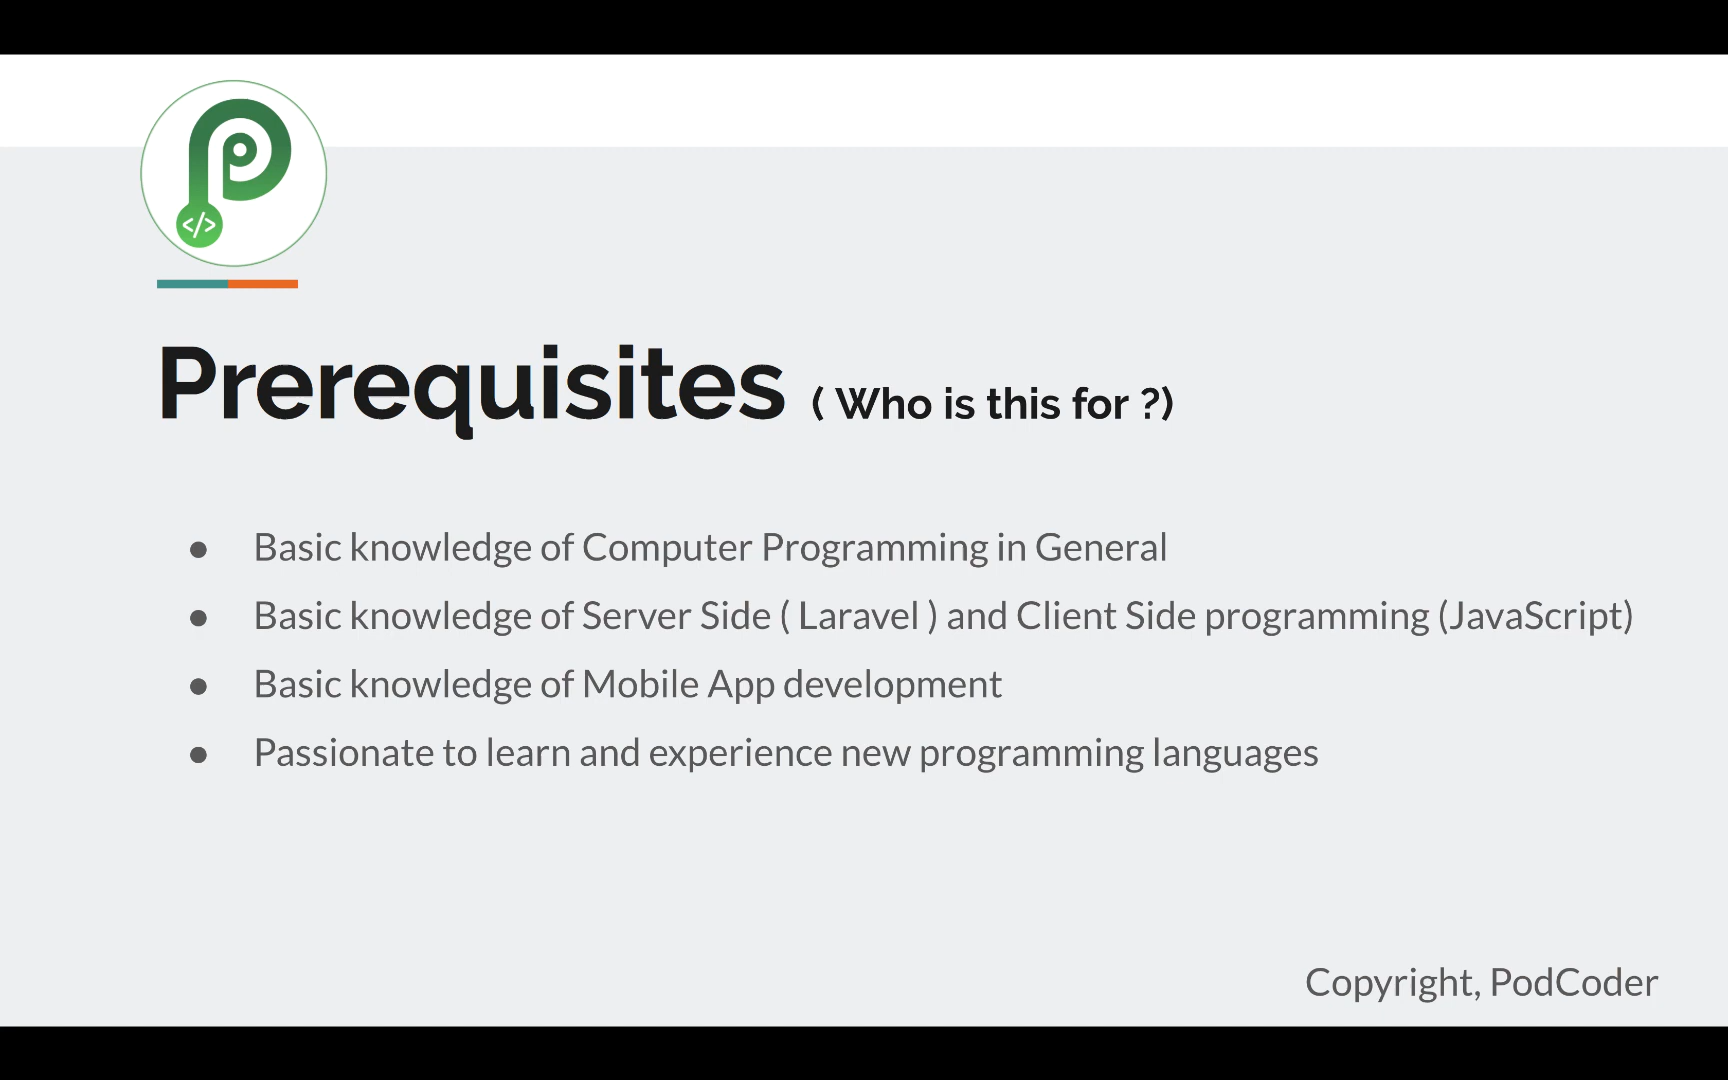 </>
Prerequisites ( Who is this for ?)
● Basic knowledge of Computer Programming in General
● Basic knowledge of Server Side ( Laravel ) and Client Side programming (JavaScript)
● Basic knowledge of Mobile App development
● Passionate to learn and experience new programming languages
Copyright, PodCoder